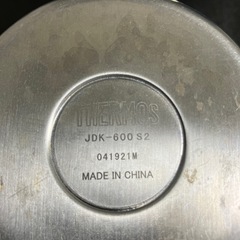 THERMOS
JDK-600 S2
041921M
MADE IN CHINA